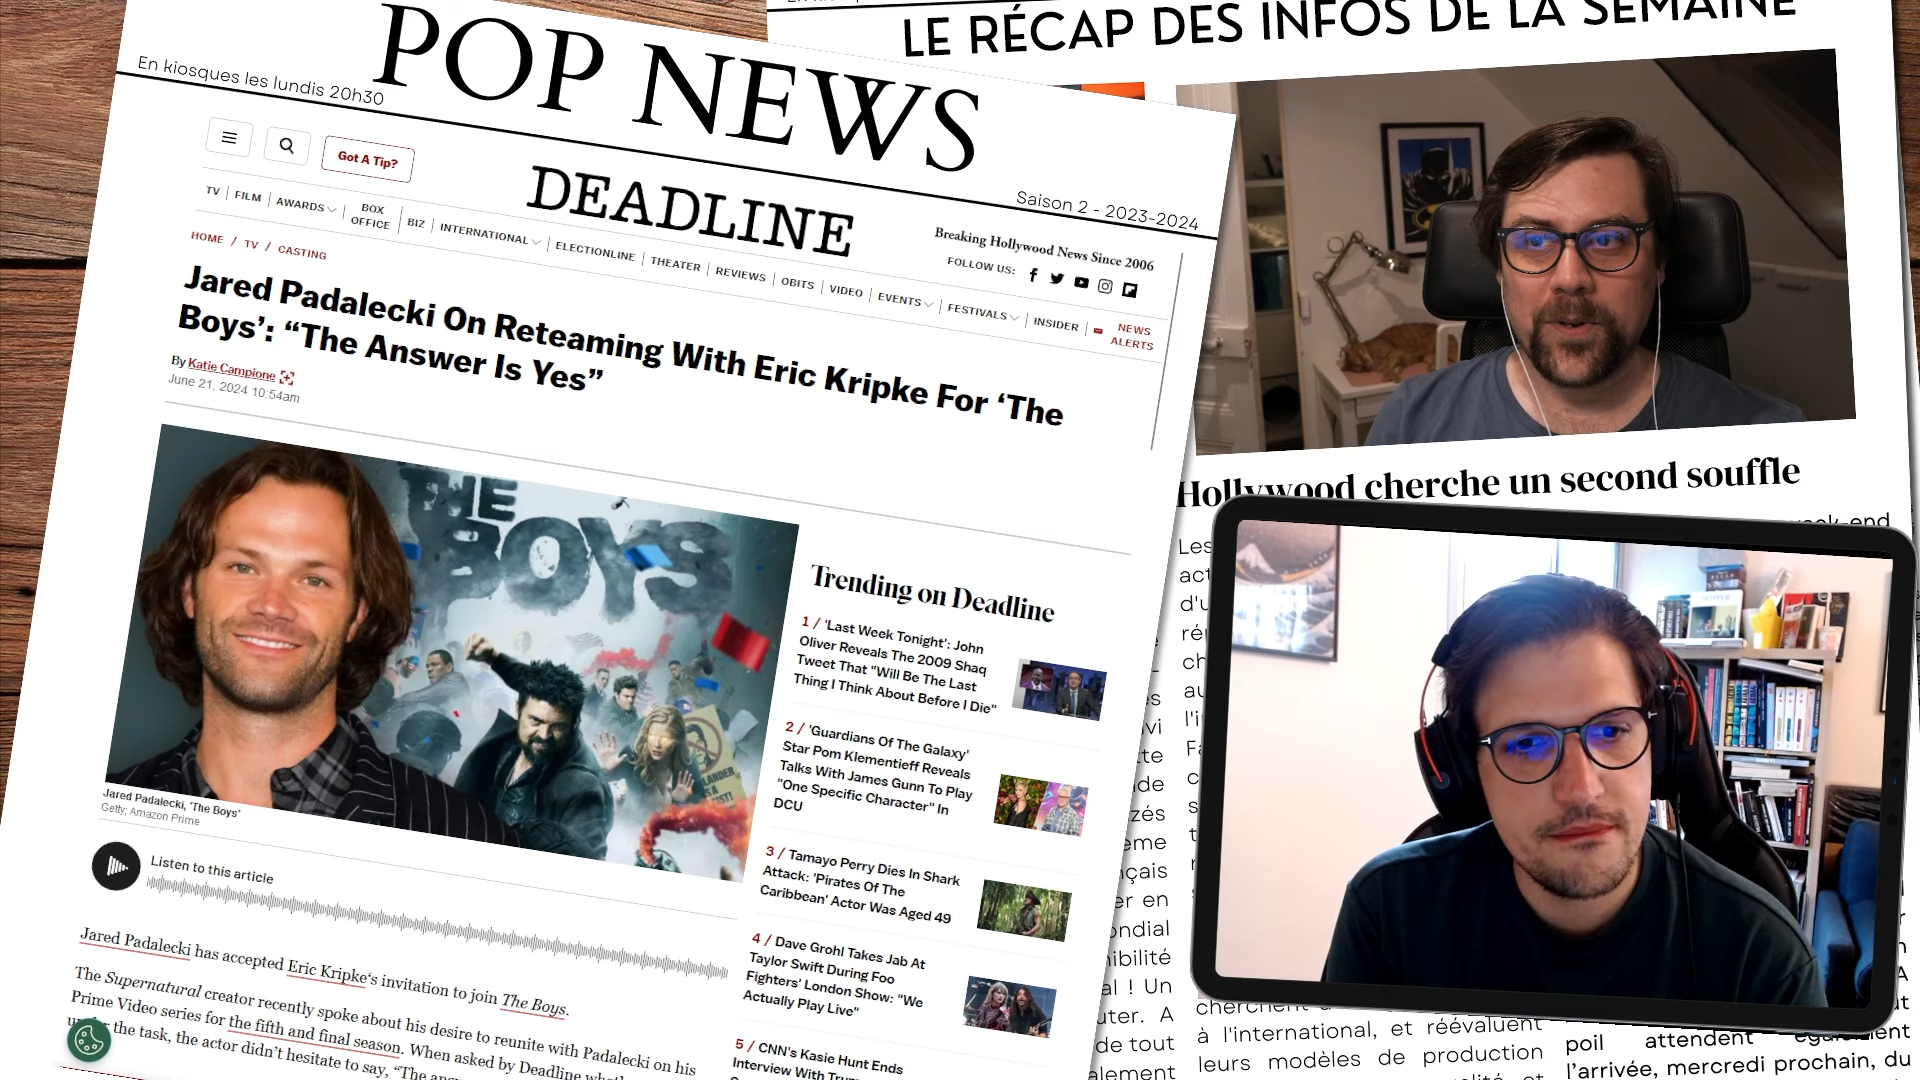 POP NEWS
En kiosques les lundis 20h30
Saison 2 - 2023-2024
Got A Tip?
DEADLINE
Breaking Hollywood News Since 2006
FOLLOW US:
TV | FILM | AWARDS | BOX OFFICE | BIZ | INTERNATIONAL | ELECTIONLINE | THEATER | REVIEWS | OBITS | VIDEO | EVENTS | FESTIVALS | INSIDER | NEWS ALERTS
HOME / TV / CASTING
Jared Padalecki On Reteaming With Eric Kripke For ‘The
Boys’: “The Answer Is Yes”
By Katie Campione
June 21, 2024 10:54am
THE
BOYS
Jared Padalecki, 'The Boys'
Getty; Amazon Prime
Listen to this article
Jared Padalecki has accepted Eric Kripke‘s invitation to join The Boys.
The Supernatural creator recently spoke about his desire to reunite with Padalecki on his
Prime Video series for the fifth and final season. When asked by Deadline
the task, the actor didn’t hesitate to say, “The
Trending on Deadline
1 / 'Last Week Tonight': John
Oliver Reveals The 2009 Shaq
Tweet That "Will Be The Last
Thing I Think About Before I Die"
2 / 'Guardians Of The Galaxy'
Star Pom Klementieff Reveals
Talks With James Gunn To Play
"One Specific Character" In
DCU
3 / Tamayo Perry Dies In Shark
Attack: 'Pirates Of The
Caribbean' Actor Was Aged 49
4 / Dave Grohl Takes Jab At
Taylor Swift During Foo
Fighters' London Show: "We
Actually Play Live"
5 / CNN's Kasie Hunt Ends
Interview With
LE RÉCAP DES INFOS DE LA SEMAINE
Hollywood cherche un second souffle
Les
al ! Un
de tout
à l'international, et réévaluent
leurs modèles de production
poil attendent également
l’arrivée, mercredi prochain, du